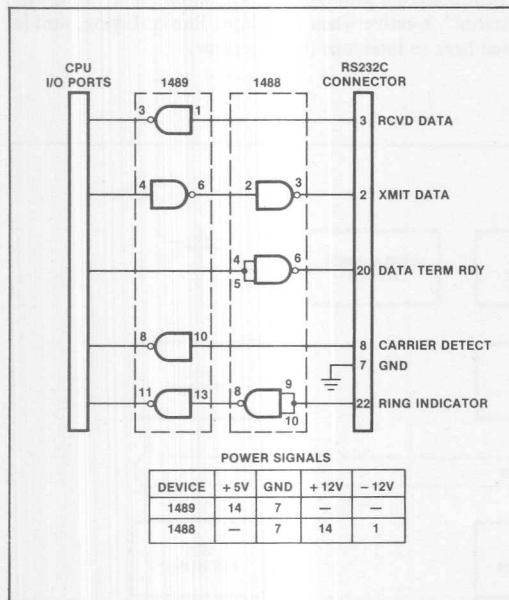 CPU
I/O PORTS
1489
1488
RS232C
CONNECTOR
3
1
3
RCVD DATA
4
6
2
3
2
XMIT DATA
4
5
6
20
DATA TERM RDY
8
10
8
CARRIER DETECT
7
GND
11
13
8
9
10
22
RING INDICATOR
POWER SIGNALS
DEVICE +5V GND +12V −12V
1489 14 7 — —
1488 — 7 14 1